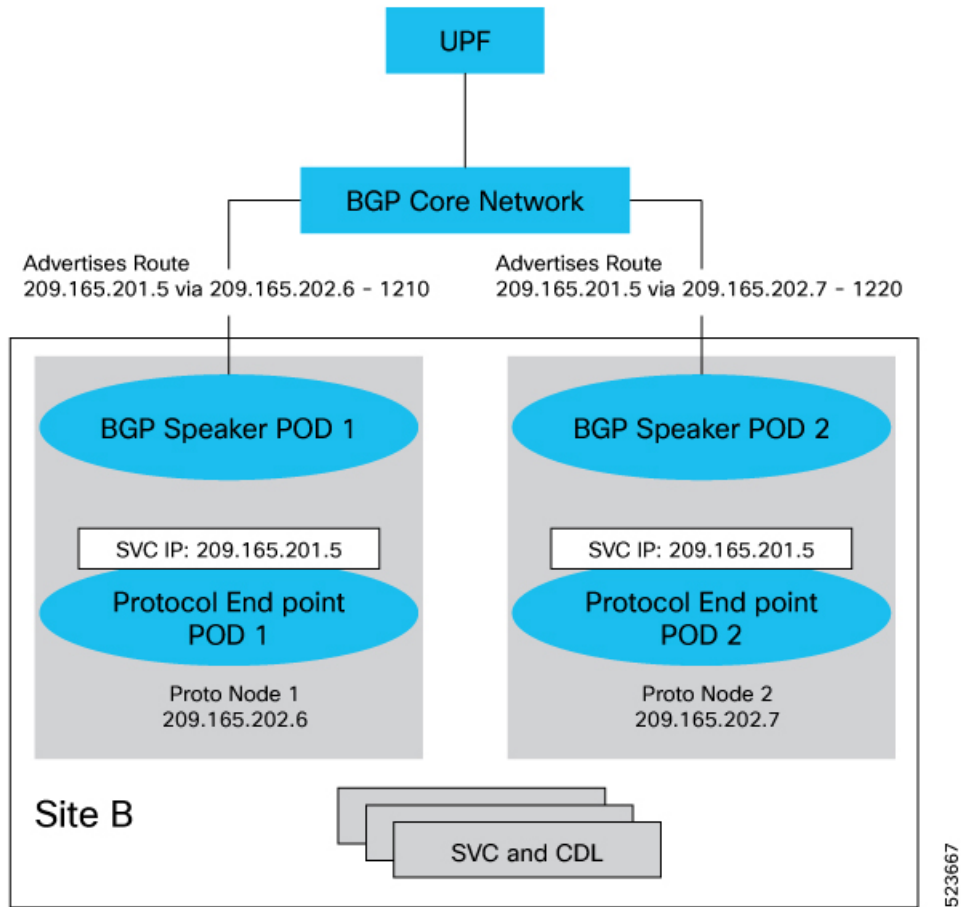 UPF
BGP Core Network
Advertises Route
209.165.201.5 via 209.165.202.6 - 1210
Advertises Route
209.165.201.5 via 209.165.202.7 - 1220
BGP Speaker POD 1
BGP Speaker POD 2
SVC IP: 209.165.201.5
SVC IP: 209.165.201.5
Protocol End point
POD 1
Protocol End point
POD 2
Proto Node 1
209.165.202.6
Proto Node 2
209.165.202.7
Site B
SVC and CDL
523667